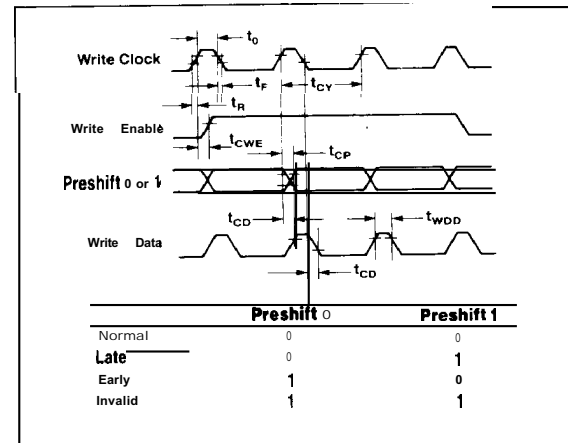 t0
Write Clock
tF
tCY
tR
Write Enable
tCWE
tCP
Preshift 0 or 1
tCD
tWDD
Write Data
tCD
Preshift 0 Preshift 1
Normal 0 0
Late 0 1
Early 1 0
Invalid 1 1